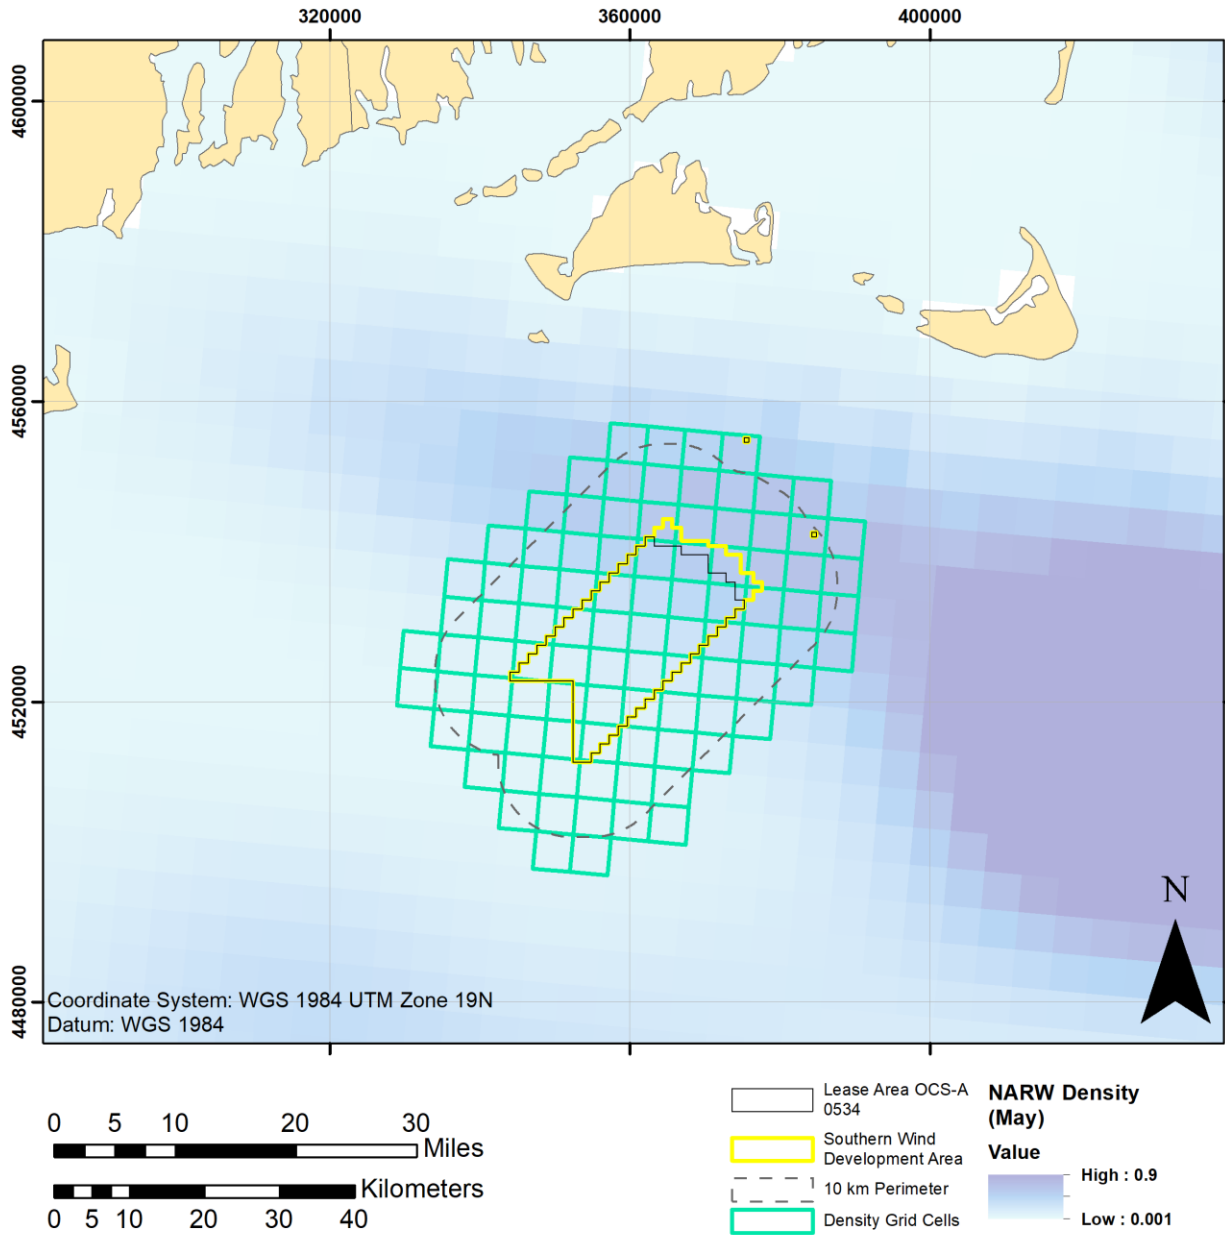 320000
360000
400000
4600000
4560000
4520000
4480000
N
Coordinate System: WGS 1984 UTM Zone 19N
Datum: WGS 1984
0 5 10 20 30
Miles
Kilometers
0 5 10 20 30 40
Lease Area OCS-A
0534
Southern Wind
Development Area
10 km Perimeter
Density Grid Cells
NARW Density
(May)
Value
High : 0.9
Low : 0.001